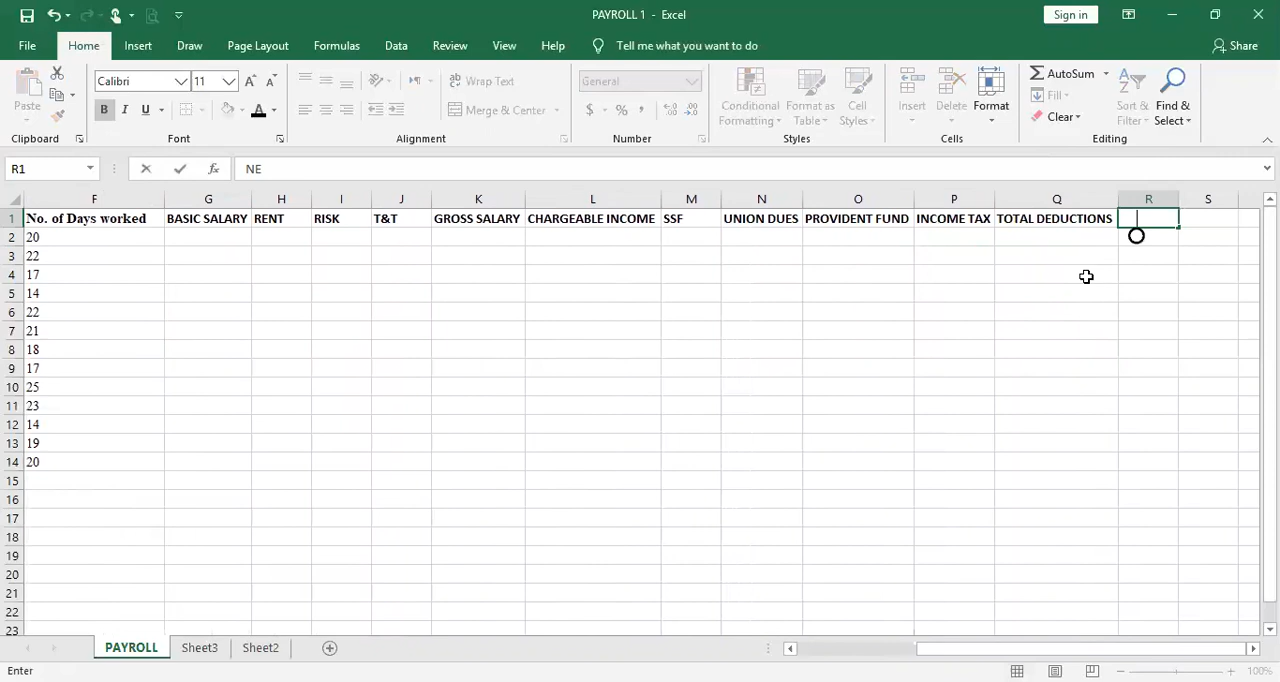 PAYROLL 1 - Excel
Sign in
File Home Insert Draw Page Layout Formulas Data Review View Help Tell me what you want to do Share
Paste
Clipboard
Calibri 11
B I U
Font
Wrap Text
Merge & Center
Alignment
General
$ % ,
Number
Conditional Formatting
Format as Table
Cell Styles
Styles
Insert Delete Format
Cells
AutoSum
Fill
Clear
Sort & Filter
Find & Select
Editing
R1 fx NE
F G H I J K L M N O P Q R S
1 No. of Days worked BASIC SALARY RENT RISK T&T GROSS SALARY CHARGEABLE INCOME SSF UNION DUES PROVIDENT FUND INCOME TAX TOTAL DEDUCTIONS
2 20
3 22
4 17
5 14
6 22
7 21
8 18
9 17
10 25
11 23
12 14
13 19
14 20
15
16
17
18
19
20
21
22
23
PAYROLL Sheet3 Sheet2
Enter
100%